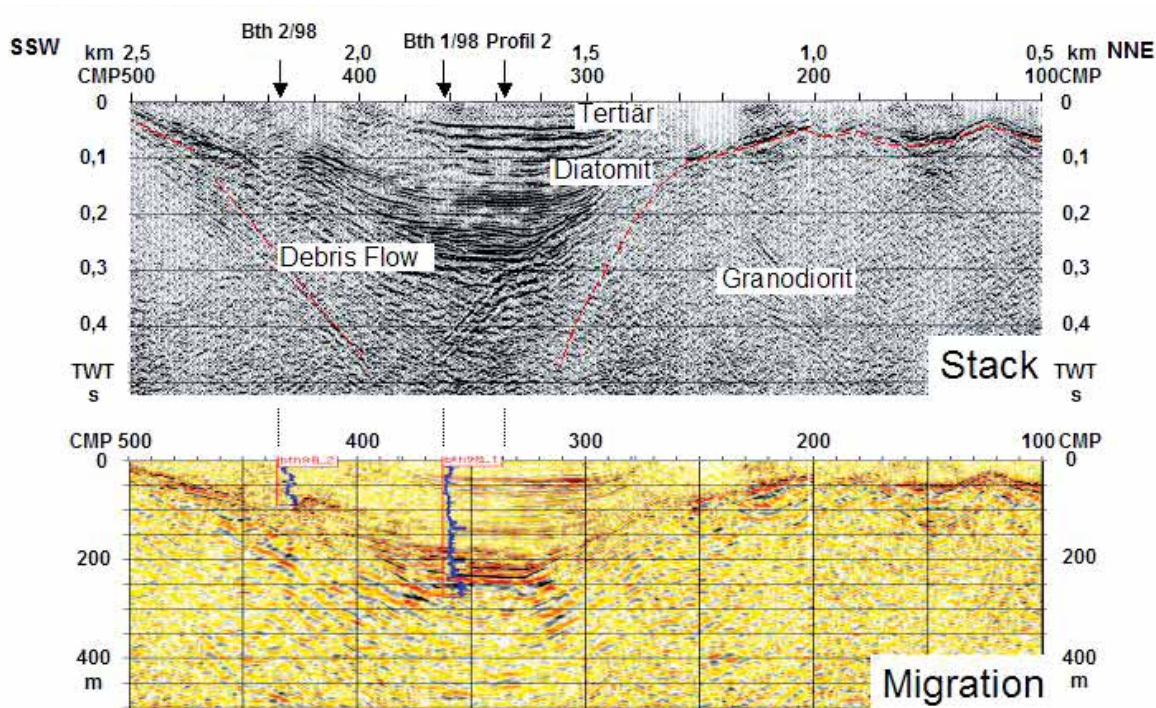 Bth 2/98 Bth 1/98 Profil 2
SSW km 2,5 2,0 1,5 1,0 0,5 km NNE
CMP500 400 300 200 100CMP
0 Tertiär 0
0,1 Diatomit 0,1
0,2 0,2
Debris Flow
0,3 Granodiorit 0,3
0,4 0,4
TWT Stack TWT
s s
CMP 500 400 300 200 100 CMP
0 bth98_2 bth98_1 0
200 200
400 400
m Migration m